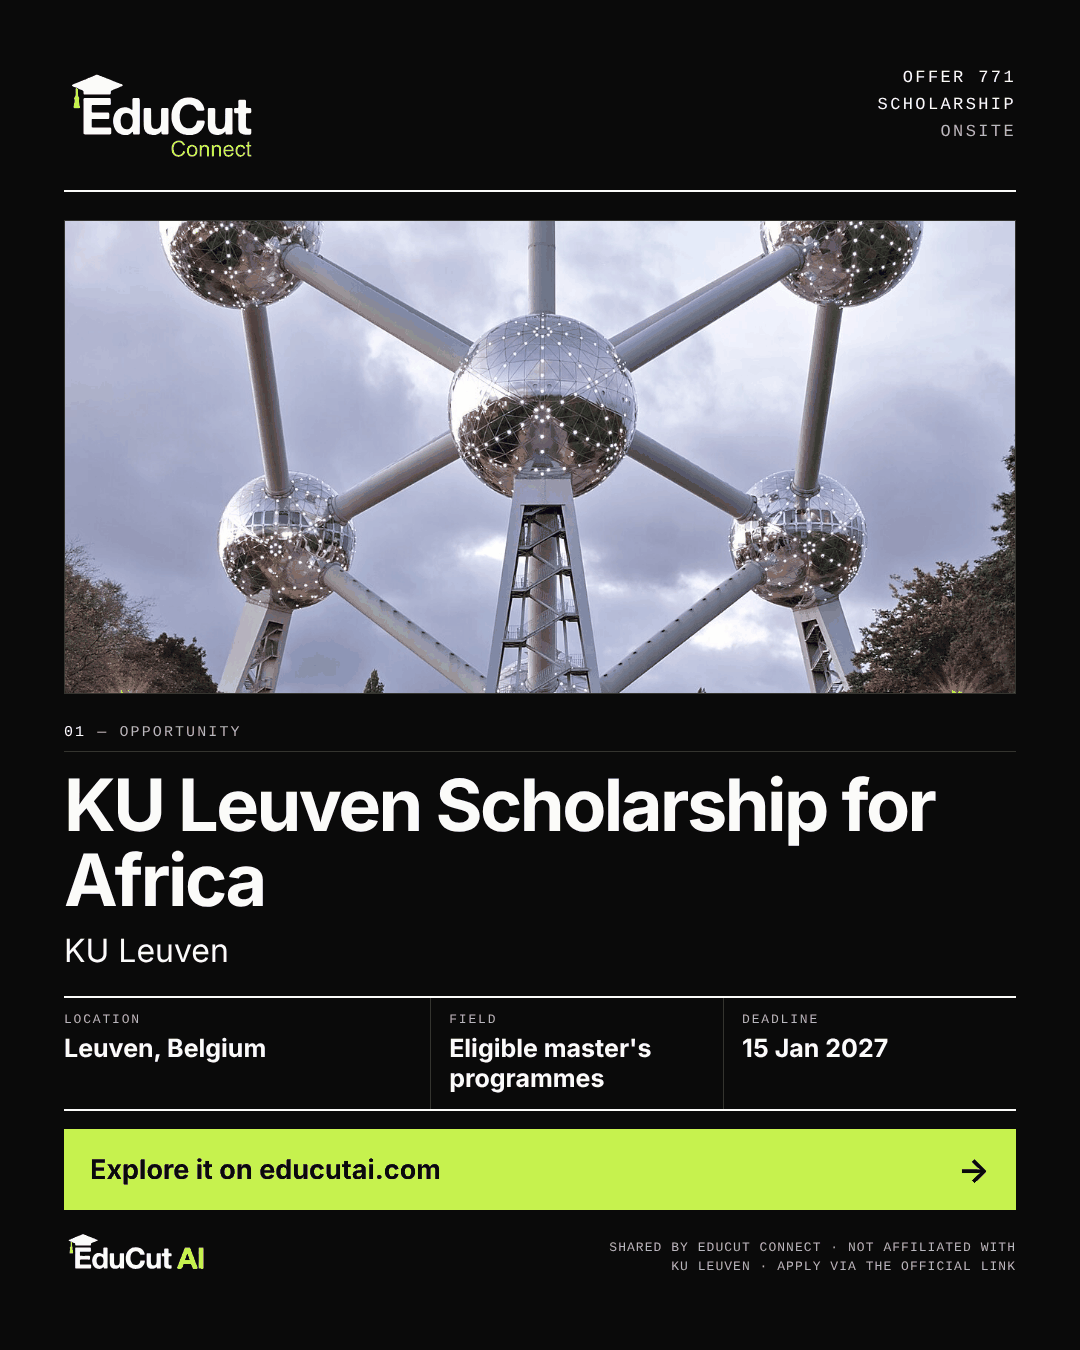 EduCut
Connect
OFFER 771
SCHOLARSHIP
ONSITE
01 — OPPORTUNITY
KU Leuven Scholarship for
Africa
KU Leuven
LOCATION
Leuven, Belgium
FIELD
Eligible master's
programmes
DEADLINE
15 Jan 2027
Explore it on educutai.com →
EduCut AI
SHARED BY EDUCUT CONNECT · NOT AFFILIATED WITH
KU LEUVEN · APPLY VIA THE OFFICIAL LINK